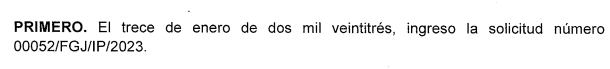 PRIMERO. El trece de enero de dos mil veintitrés, ingreso la solicitud número
00052/FGJ/IP/2023.